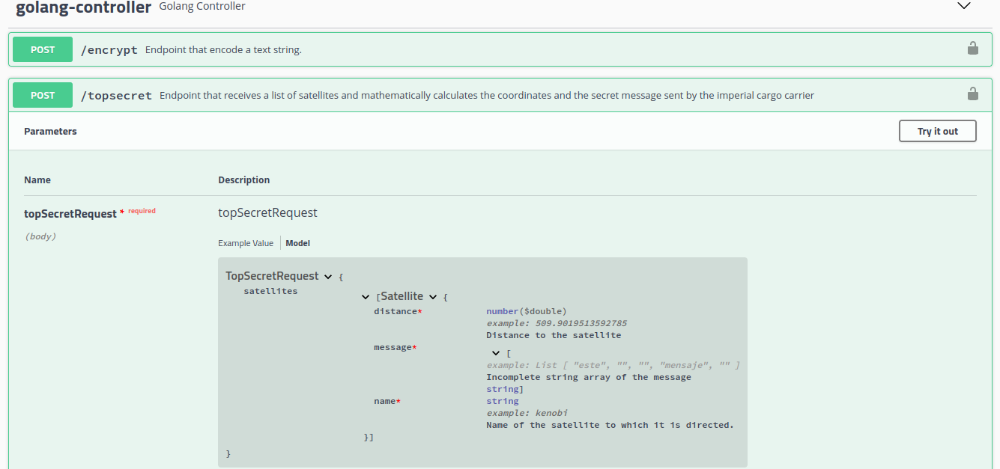 golang-controller Golang Controller
POST /encrypt Endpoint that encode a text string.
POST /topsecret Endpoint that receives a list of satellites and mathematically calculates the coordinates and the secret message sent by the imperial cargo carrier
Parameters Try it out
Name Description
topSecretRequest * required topSecretRequest
(body)
Example Value Model
TopSecretRequest {
satellites
[Satellite {
distance* number($double)
example: 509.9019513592785
Distance to the satellite
message*
[
example: List [ "este", "", "", "mensaje", "" ]
Incomplete string array of the message
string]
name* string
example: kenobi
Name of the satellite to which it is directed.
}]
}